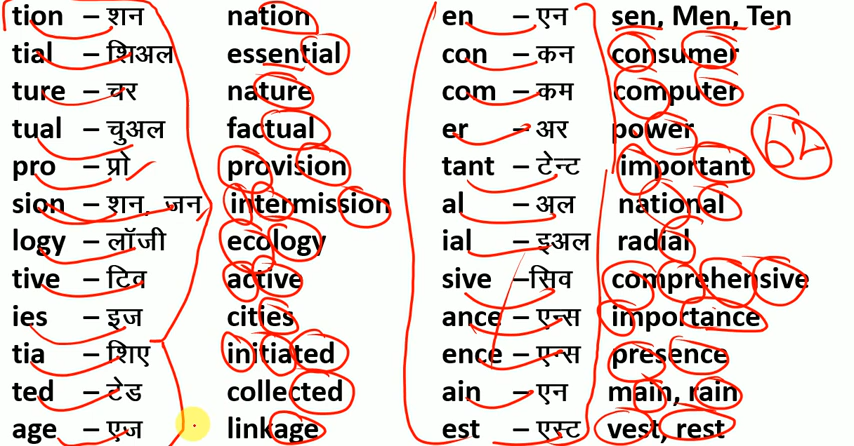 tion – शन nation en – एन sen, Men, Ten
tial – शिअल essential con – कन consumer
ture – चर nature com – कम computer
tual – चुअल factual er – अर power
pro – प्रो provision tant – टेन्ट important
62
sion – शन, जन intermission al – अल national
logy – लॉजी ecology ial – इअल radial
tive – टिव active sive – सिव comprehensive
ies – इज cities ance – एन्स importance
tia – शिए initiated ence – एन्स presence
ted – टेड collected ain – एन main, rain
age – एज linkage est – एस्ट vest, rest